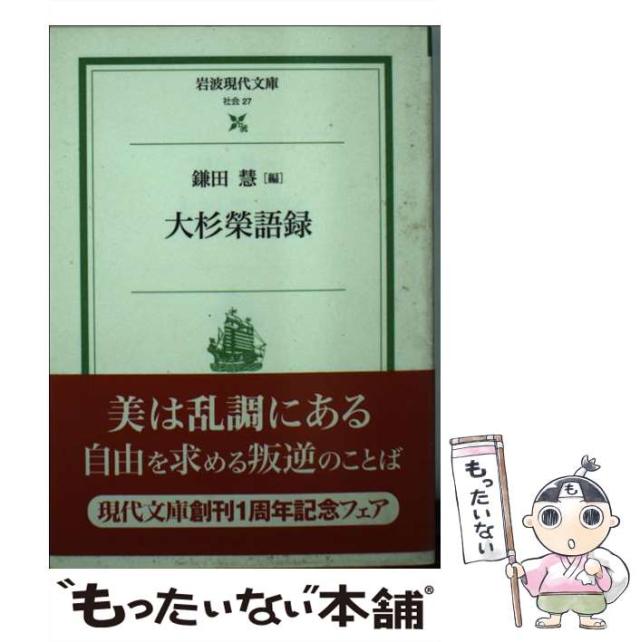 岩波現代文庫
社会 27
鎌田 慧[編]
大杉榮語録
美は乱調にある
自由を求める叛逆のことば
現代文庫創刊1周年記念フェア
もったいない
も
"もったいない"本舗®